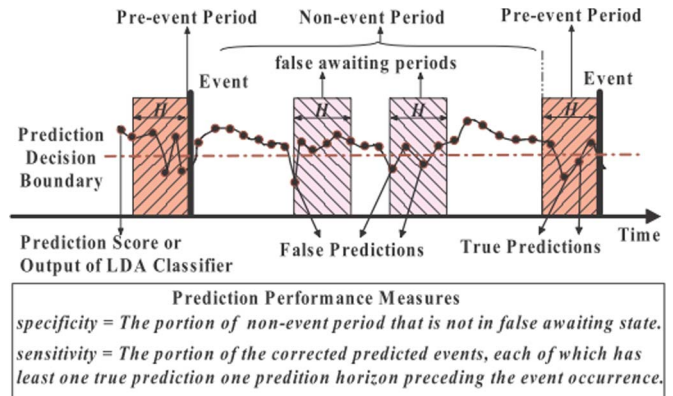 Pre-event Period
Non-event Period
Pre-event Period
Event
false awaiting periods
Event
H
H
H
H
Prediction
Decision
Boundary
Prediction Score or
Output of LDA Classifier
False Predictions
True Predictions
Time
Prediction Performance Measures
specificity = The portion of non-event period that is not in false awaiting state.
sensitivity = The portion of the corrected predicted events, each of which has
least one true prediction one predition horizon preceding the event occurrence.